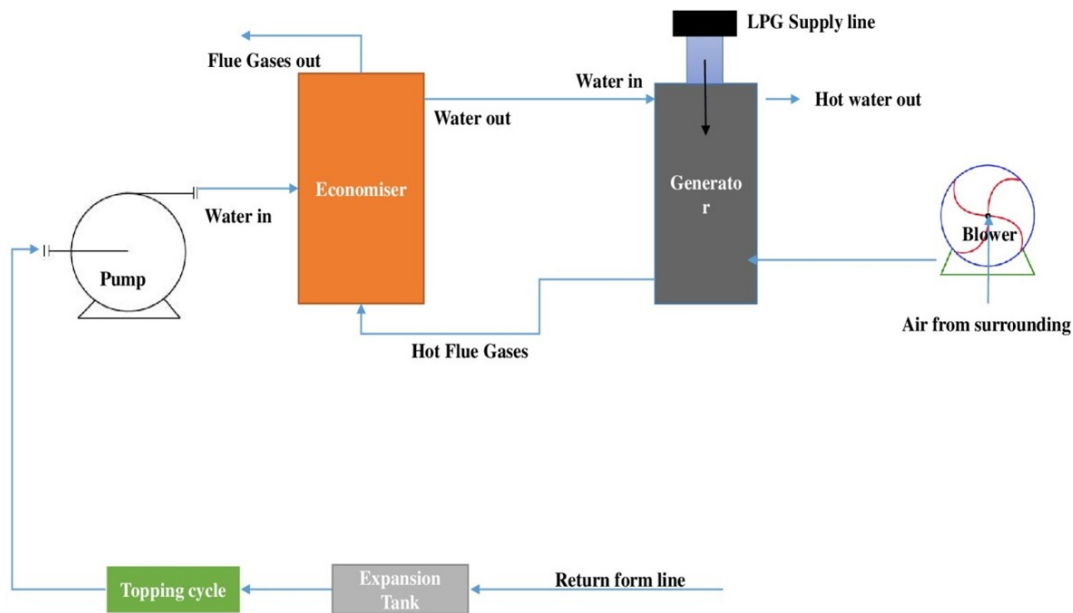 LPG Supply line
Flue Gases out
Water in
Hot water out
Water out
Economiser
Generato
r
Water in
Blower
Pump
Air from surrounding
Hot Flue Gases
Topping cycle
Expansion
Tank
Return form line